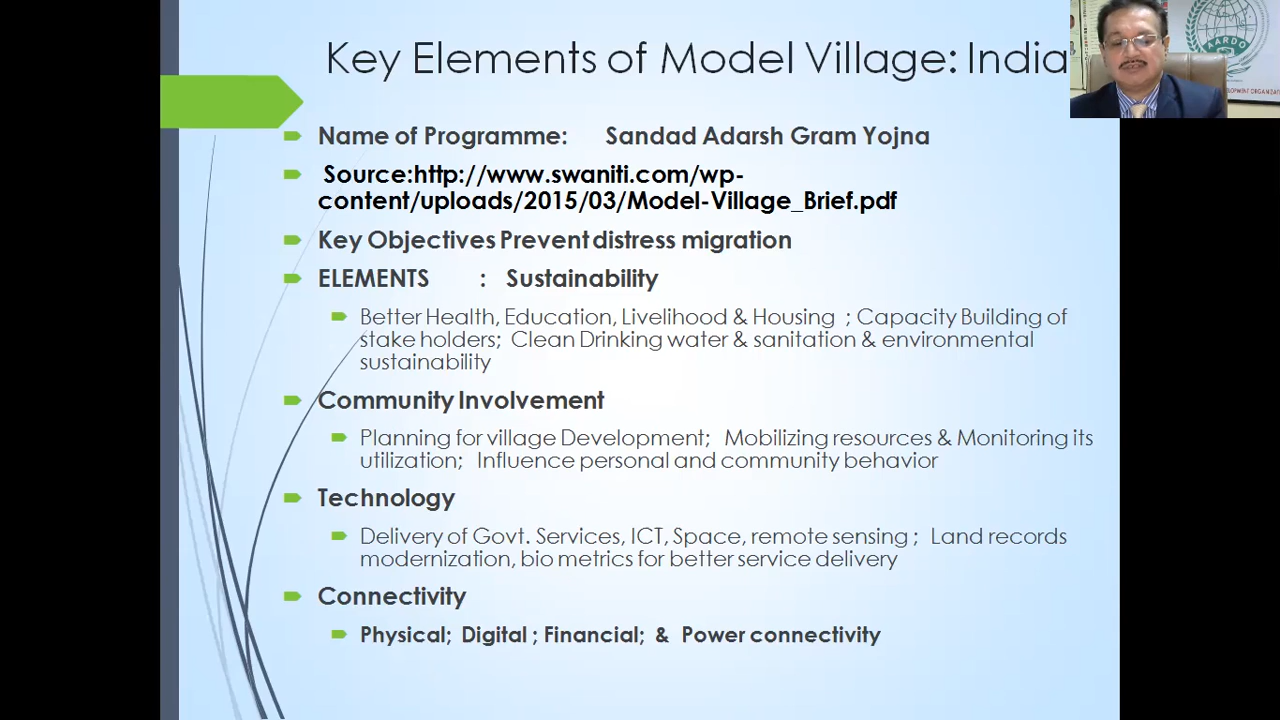 Key Elements of Model Village: India
Name of Programme: Sandad Adarsh Gram Yojna
Source:http://www.swaniti.com/wp-
content/uploads/2015/03/Model-Village_Brief.pdf
Key Objectives Prevent distress migration
ELEMENTS : Sustainability
Better Health, Education, Livelihood & Housing ; Capacity Building of
stake holders; Clean Drinking water & sanitation & environmental
sustainability
Community Involvement
Planning for village Development; Mobilizing resources & Monitoring its
utilization; Influence personal and community behavior
Technology
Delivery of Govt. Services, ICT, Space, remote sensing ; Land records
modernization, bio metrics for better service delivery
Connectivity
Physical; Digital ; Financial; & Power connectivity
AARDO